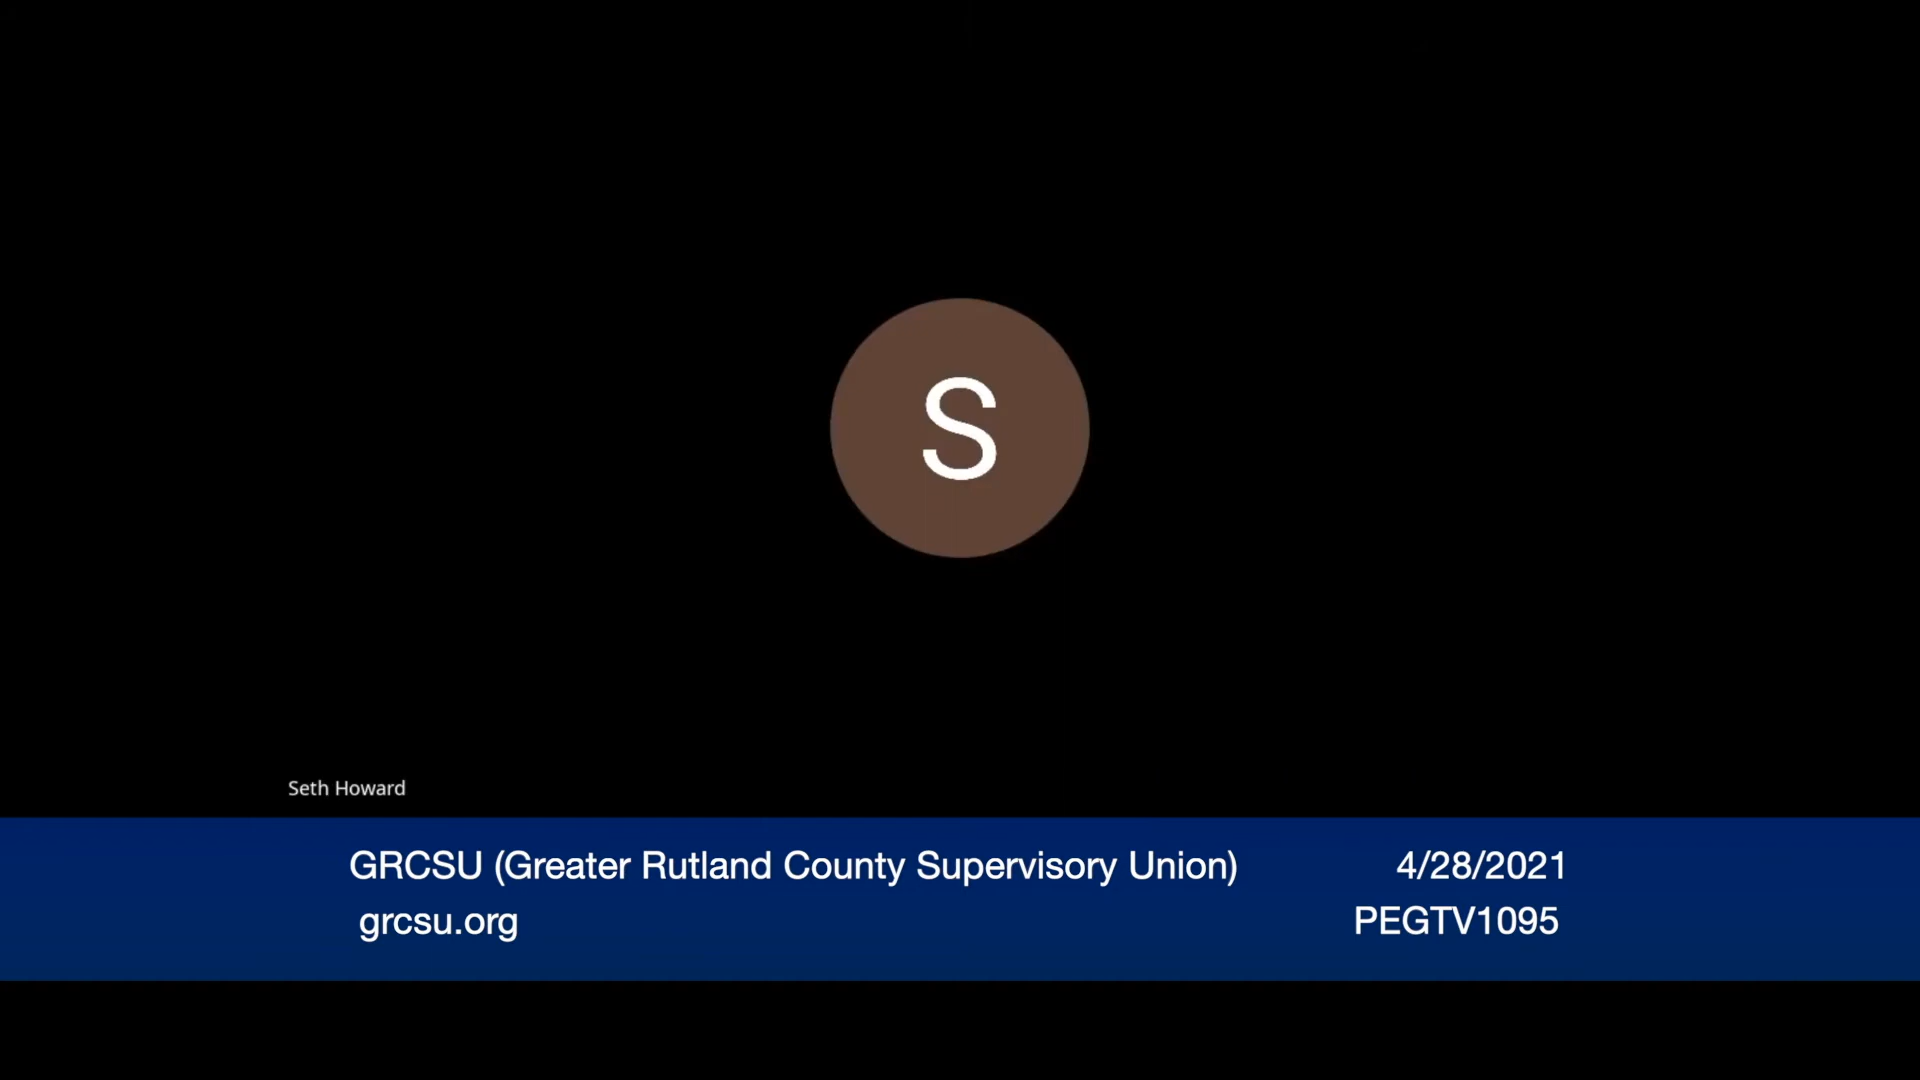 S
Seth Howard
GRCSU (Greater Rutland County Supervisory Union) 4/28/2021
grcsu.org PEGTV1095